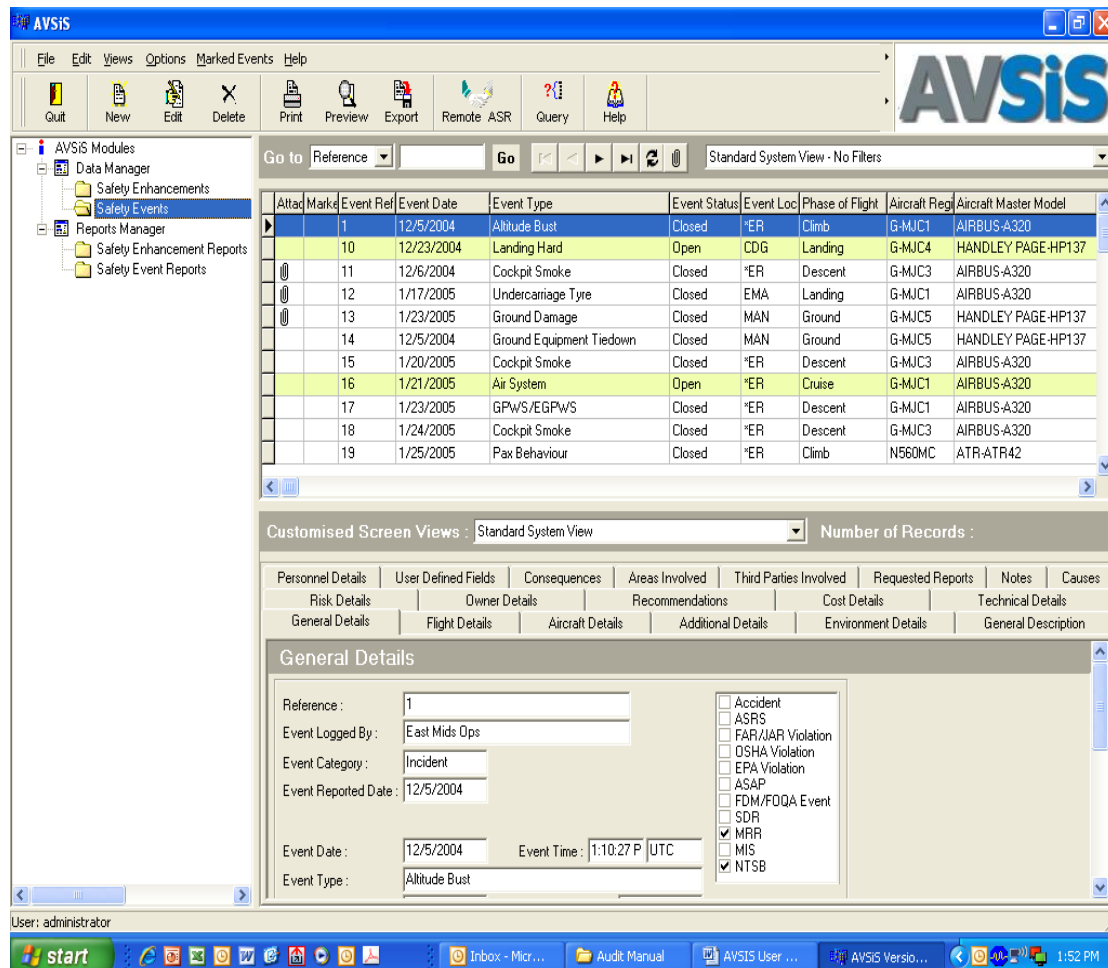 AVSiS
File Edit Views Options Marked Events Help
AVSiS
Quit New Edit Delete Print Preview Export Remote ASR Query Help
AVSiS Modules
Data Manager
Safety Enhancements
Safety Events
Reports Manager
Safety Enhancement Reports
Safety Event Reports
Go to Reference Go Standard System View - No Filters
Attac Marke Event Ref Event Date Event Type Event Status Event Loc Phase of Flight Aircraft Regi Aircraft Master Model
1 12/5/2004 Altitude Bust Closed *ER Climb G-MJC1 AIRBUS-A320
10 12/23/2004 Landing Hard Open CDG Landing G-MJC4 HANDLEY PAGE-HP137
11 12/6/2004 Cockpit Smoke Closed *ER Descent G-MJC3 AIRBUS-A320
12 1/17/2005 Undercarriage Tyre Closed EMA Landing G-MJC1 AIRBUS-A320
13 1/23/2005 Ground Damage Closed MAN Ground G-MJC5 HANDLEY PAGE-HP137
14 12/5/2004 Ground Equipment Tiedown Closed MAN Ground G-MJC5 HANDLEY PAGE-HP137
15 1/20/2005 Cockpit Smoke Closed *ER Descent G-MJC3 AIRBUS-A320
16 1/21/2005 Air System Open *ER Cruise G-MJC1 AIRBUS-A320
17 1/23/2005 GPWS/EGPWS Closed *ER Descent G-MJC1 AIRBUS-A320
18 1/24/2005 Cockpit Smoke Closed *ER Descent G-MJC3 AIRBUS-A320
19 1/25/2005 Pax Behaviour Closed *ER Climb N560MC ATR-ATR42
Customised Screen Views : Standard System View Number of Records :
Personnel Details User Defined Fields Consequences Areas Involved Third Parties Involved Requested Reports Notes Causes
Risk Details Owner Details Recommendations Cost Details Technical Details
General Details Flight Details Aircraft Details Additional Details Environment Details General Description
General Details
Reference : 1
Event Logged By : East Mids Ops
Event Category : Incident
Event Reported Date : 12/5/2004
Event Date : 12/5/2004 Event Time : 1:10:27 P UTC
Event Type : Altitude Bust
Accident
ASRS
FAR/JAR Violation
OSHA Violation
EPA Violation
ASAP
FDM/FOQA Event
SDR
MRR
MIS
NTSB
User: administrator
start Inbox - Micr... Audit Manual AVSIS User ... AVSiS Versio... 1:52 PM